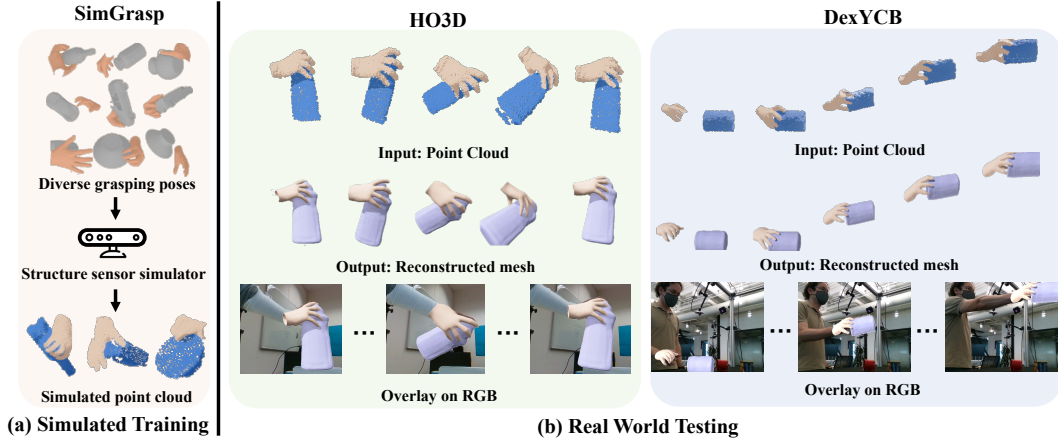 SimGrasp
Diverse grasping poses
Structure sensor simulator
Simulated point cloud
(a) Simulated Training
HO3D
Input: Point Cloud
Output: Reconstructed mesh
...
...
Overlay on RGB
DexYCB
Input: Point Cloud
Output: Reconstructed mesh
...
...
Overlay on RGB
(b) Real World Testing